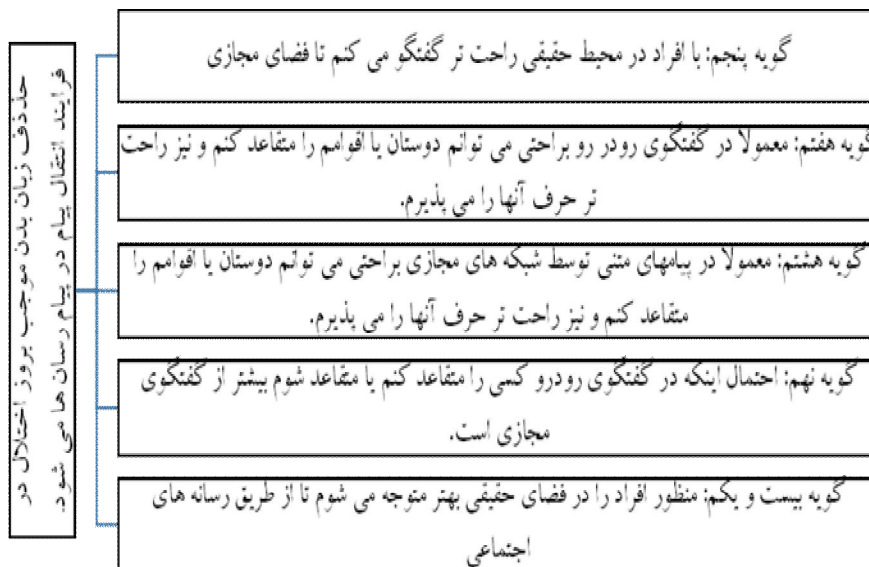 حذف زبان بدن موجب بروز اختلال در
فرایند انتقال پیام در پیام رسان ها می شود.
گویه پنجم: با افراد در محیط حقیقی راحت تر گفتگو می کنم تا فضای مجازی
گویه هفتم: معمولا در گفتگوی رودر رو براحتی می توانم دوستان یا اقوامم را متقاعد کنم و نیز راحت
تر حرف آنها را می پذیرم.
گویه هشتم: معمولا در پیامهای متنی توسط شبکه های مجازی براحتی می توانم دوستان یا اقوامم را
متقاعد کنم و نیز راحت تر حرف آنها را می پذیرم.
گویه نهم: احتمال اینکه در گفتگوی رودرو کسی را متقاعد کنم یا متقاعد شوم بیشتر از گفتگوی
مجازی است.
گویه بیست و یکم: منظور افراد را در فضای حقیقی بهتر متوجه می شوم تا از طریق رسانه های
اجتماعی